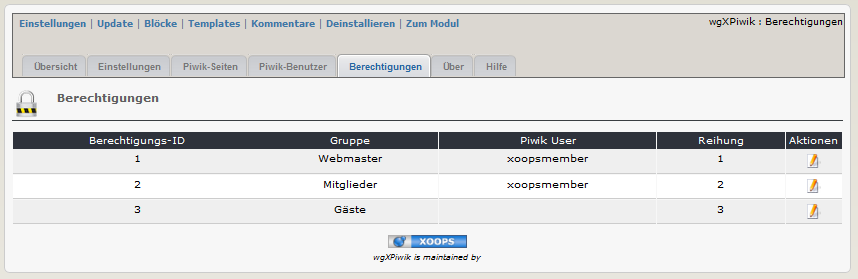 Einstellungen | Update | Blöcke | Templates | Kommentare | Deinstallieren | Zum Modul
wgXPiwik : Berechtigungen
Übersicht Einstellungen Piwik-Seiten Piwik-Benutzer Berechtigungen Über Hilfe
Berechtigungen
Berechtigungs-ID Gruppe Piwik User Reihung Aktionen
1 Webmaster xoopsmember 1
2 Mitglieder xoopsmember 2
3 Gäste 3
XOOPS
wgXPiwik is maintained by